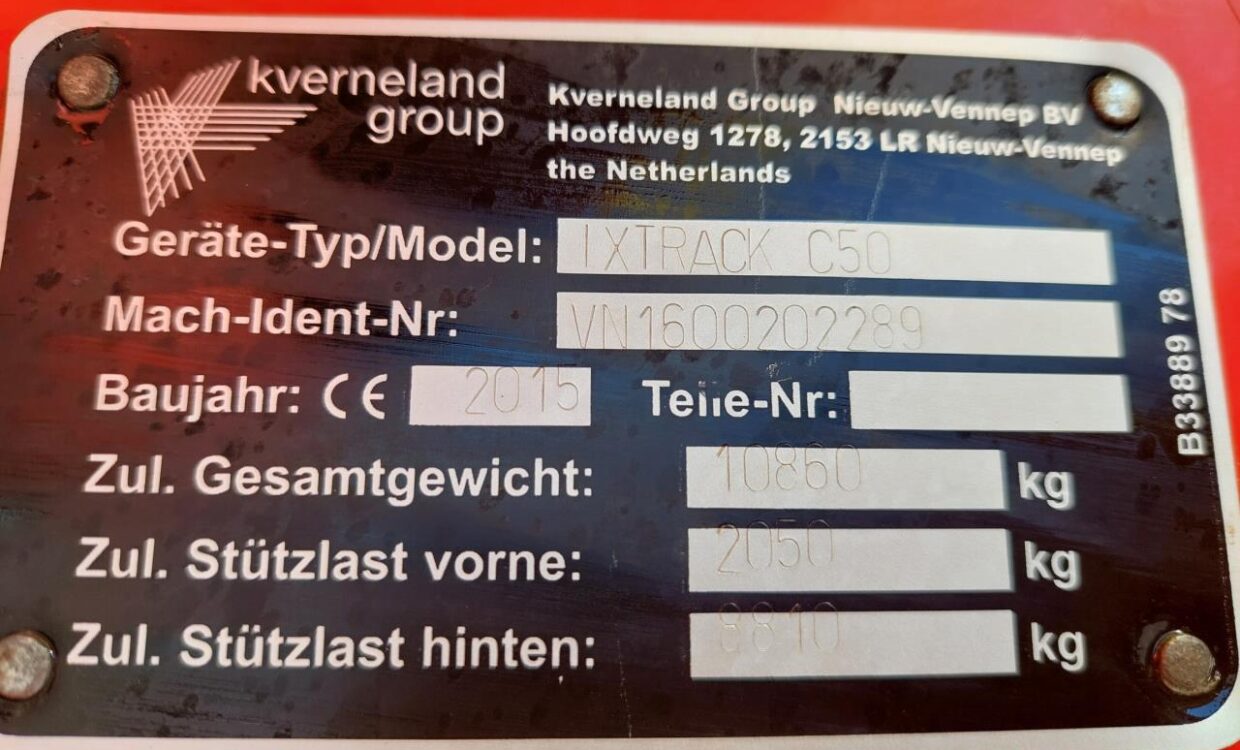 kverneland
group
Kverneland Group Nieuw-Vennep BV
Hoofdweg 1278, 2153 LR Nieuw-Vennep
the Netherlands
Geräte-Typ/Model: IXTRACK C50
Mach-Ident-Nr: VN1600202289
Baujahr: CE 2015 Teile-Nr:
Zul. Gesamtgewicht: 10860 kg
Zul. Stützlast vorne: 2050 kg
Zul. Stützlast hinten: 8810 kg
B33889 78